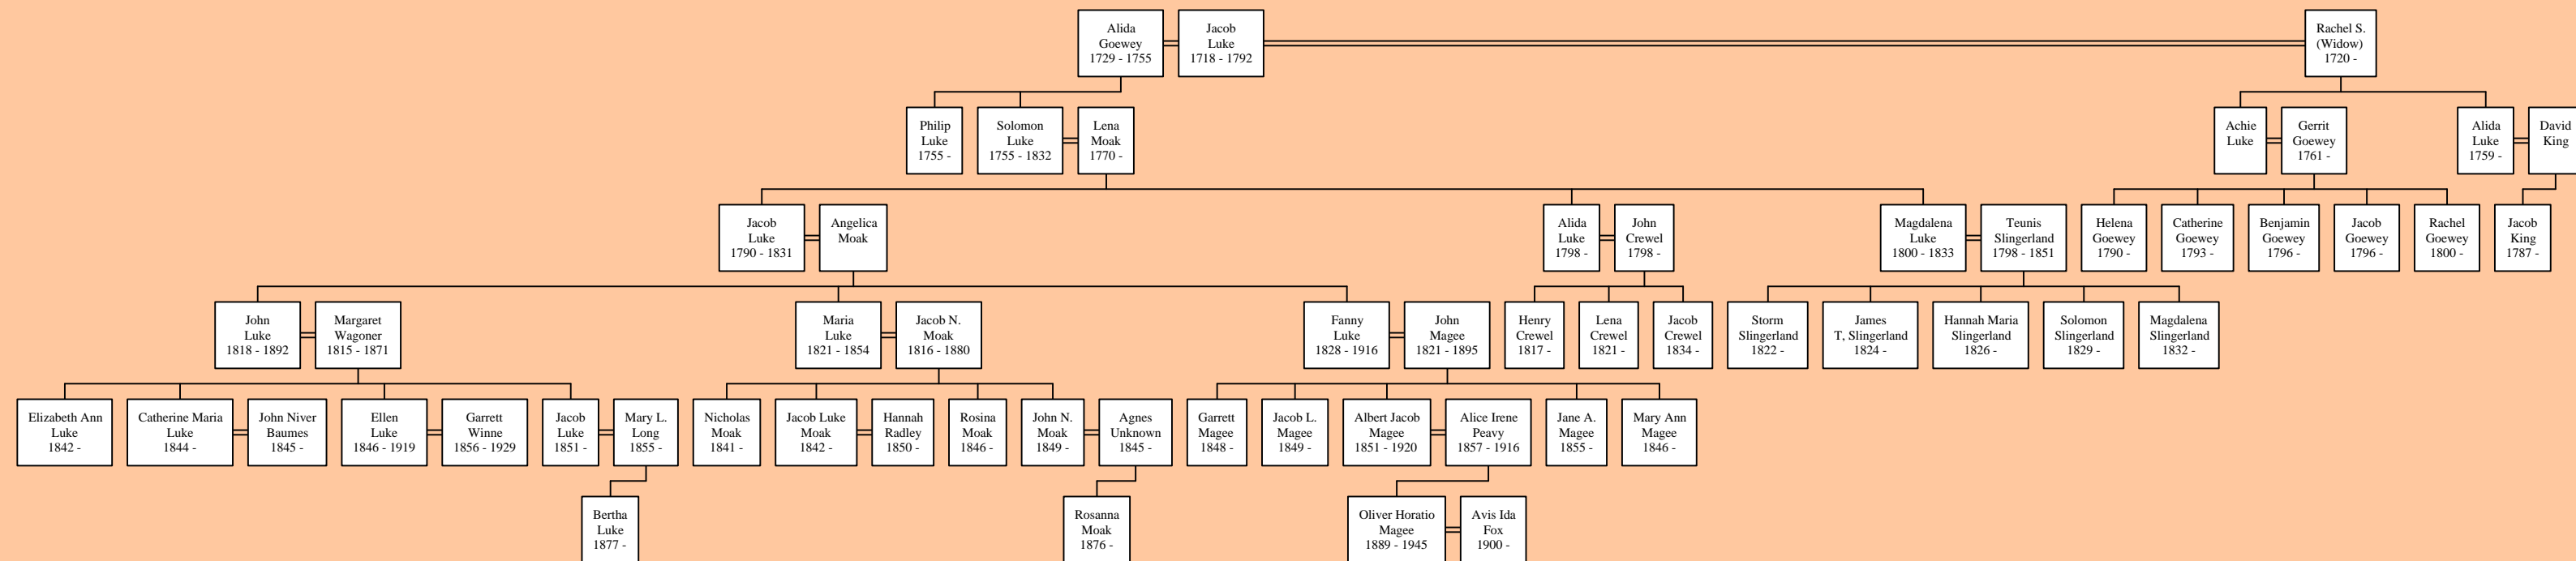 Alida
Goewey
1729 - 1755
Jacob
Luke
1718 - 1792
Rachel S.
(Widow)
1720 -
Philip
Luke
1755 -
Solomon
Luke
1755 - 1832
Lena
Moak
1770 -
Achie
Luke
Gerrit
Goewey
1761 -
Alida
Luke
1759 -
David
King
Jacob
Luke
1790 - 1831
Angelica
Moak
Alida
Luke
1798 -
John
Crewel
1798 -
Magdalena
Luke
1800 - 1833
Teunis
Slingerland
1798 - 1851
Helena
Goewey
1790 -
Catherine
Goewey
1793 -
Benjamin
Goewey
1796 -
Jacob
Goewey
1796 -
Rachel
Goewey
1800 -
Jacob
King
1787 -
John
Luke
1818 - 1892
Margaret
Wagoner
1815 - 1871
Maria
Luke
1821 - 1854
Jacob N.
Moak
1816 - 1880
Fanny
Luke
1828 - 1916
John
Magee
1821 - 1895
Henry
Crewel
1817 -
Lena
Crewel
1821 -
Jacob
Crewel
1834 -
Storm
Slingerland
1822 -
James
T, Slingerland
1824 -
Hannah Maria
Slingerland
1826 -
Solomon
Slingerland
1829 -
Magdalena
Slingerland
1832 -
Elizabeth Ann
Luke
1842 -
Catherine Maria
Luke
1844 -
John Niver
Baumes
1845 -
Ellen
Luke
1846 - 1919
Garrett
Winne
1856 - 1929
Jacob
Luke
1851 -
Mary L.
Long
1855 -
Nicholas
Moak
1841 -
Jacob Luke
Moak
1842 -
Hannah
Radley
1850 -
Rosina
Moak
1846 -
John N.
Moak
1849 -
Agnes
Unknown
1845 -
Garrett
Magee
1848 -
Jacob L.
Magee
1849 -
Albert Jacob
Magee
1851 - 1920
Alice Irene
Peavy
1857 - 1916
Jane A.
Magee
1855 -
Mary Ann
Magee
1846 -
Bertha
Luke
1877 -
Rosanna
Moak
1876 -
Oliver Horatio
Magee
1889 - 1945
Avis Ida
Fox
1900 -